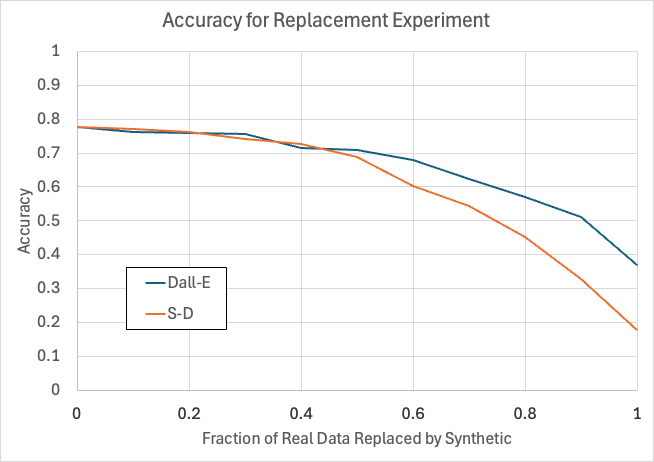 Accuracy for Replacement Experiment
1
0.9
0.8
0.7
0.6
0.5
0.4
0.3
0.2
0.1
0
Accuracy
Dall-E
S-D
0 0.2 0.4 0.6 0.8 1
Fraction of Real Data Replaced by Synthetic